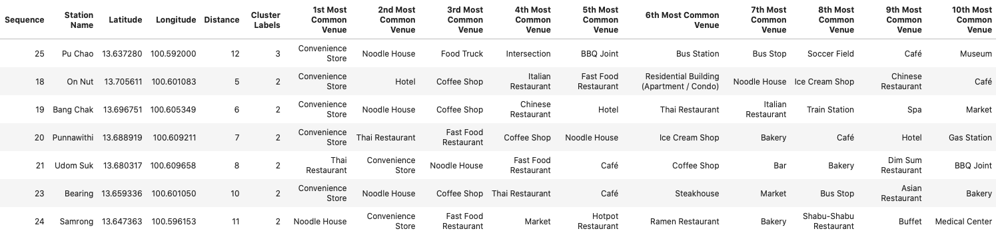 Sequence Station Name Latitude Longitude Distance Cluster Labels 1st Most Common Venue 2nd Most Common Venue 3rd Most Common Venue 4th Most Common Venue 5th Most Common Venue 6th Most Common Venue 7th Most Common Venue 8th Most Common Venue 9th Most Common Venue 10th Most Common Venue
25 Pu Chao 13.637280 100.592000 12 3 Convenience Store Noodle House Food Truck Intersection BBQ Joint Bus Station Bus Stop Soccer Field Café Museum
18 On Nut 13.705611 100.601083 5 2 Convenience Store Hotel Coffee Shop Italian Restaurant Fast Food Restaurant Residential Building (Apartment / Condo) Noodle House Ice Cream Shop Chinese Restaurant Café
19 Bang Chak 13.696751 100.605349 6 2 Convenience Store Noodle House Coffee Shop Chinese Restaurant Hotel Thai Restaurant Italian Restaurant Train Station Spa Market
20 Punnawithi 13.688919 100.609211 7 2 Convenience Store Thai Restaurant Fast Food Restaurant Coffee Shop Noodle House Ice Cream Shop Bakery Café Hotel Gas Station
21 Udom Suk 13.680317 100.609658 8 2 Thai Restaurant Convenience Store Noodle House Fast Food Restaurant Café Coffee Shop Bar Bakery Dim Sum Restaurant BBQ Joint
23 Bearing 13.659336 100.601050 10 2 Convenience Store Noodle House Coffee Shop Thai Restaurant Café Steakhouse Market Bus Stop Asian Restaurant Bakery
24 Samrong 13.647363 100.596153 11 2 Noodle House Convenience Store Fast Food Restaurant Market Hotpot Restaurant Ramen Restaurant Bakery Shabu-Shabu Restaurant Buffet Medical Center